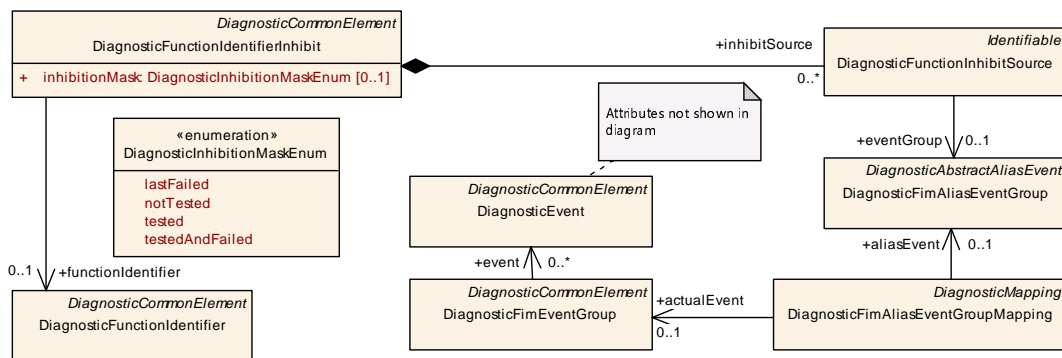 DiagnosticCommonElement
DiagnosticFunctionIdentifierInhibit
+ inhibitionMask: DiagnosticInhibitionMaskEnum [0..1]
+inhibitSource
0..*
Identifiable
DiagnosticFunctionInhibitSource
Attributes not shown in
diagram
«enumeration»
DiagnosticInhibitionMaskEnum
lastFailed
notTested
tested
testedAndFailed
+eventGroup
0..1
DiagnosticAbstractAliasEvent
DiagnosticFimAliasEventGroup
DiagnosticCommonElement
DiagnosticEvent
+aliasEvent
0..1
+event
0..*
0..1
+functionIdentifier
DiagnosticCommonElement
DiagnosticFunctionIdentifier
DiagnosticCommonElement
DiagnosticFimEventGroup
+actualEvent
0..1
DiagnosticMapping
DiagnosticFimAliasEventGroupMapping